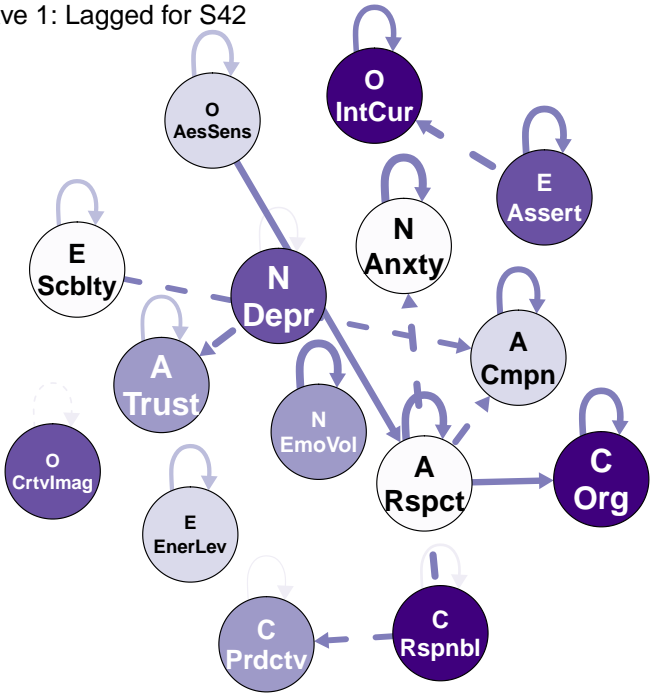 ve 1: Lagged for S42
O
IntCur
O
AesSens
E
Assert
N
Anxty
E
Scblty
N
Depr
A
Cmpn
A
Trust
N
EmoVol
O
CrtvImag
A
Rspct
C
Org
E
EnerLev
C
Prdctv
C
Rspnbl